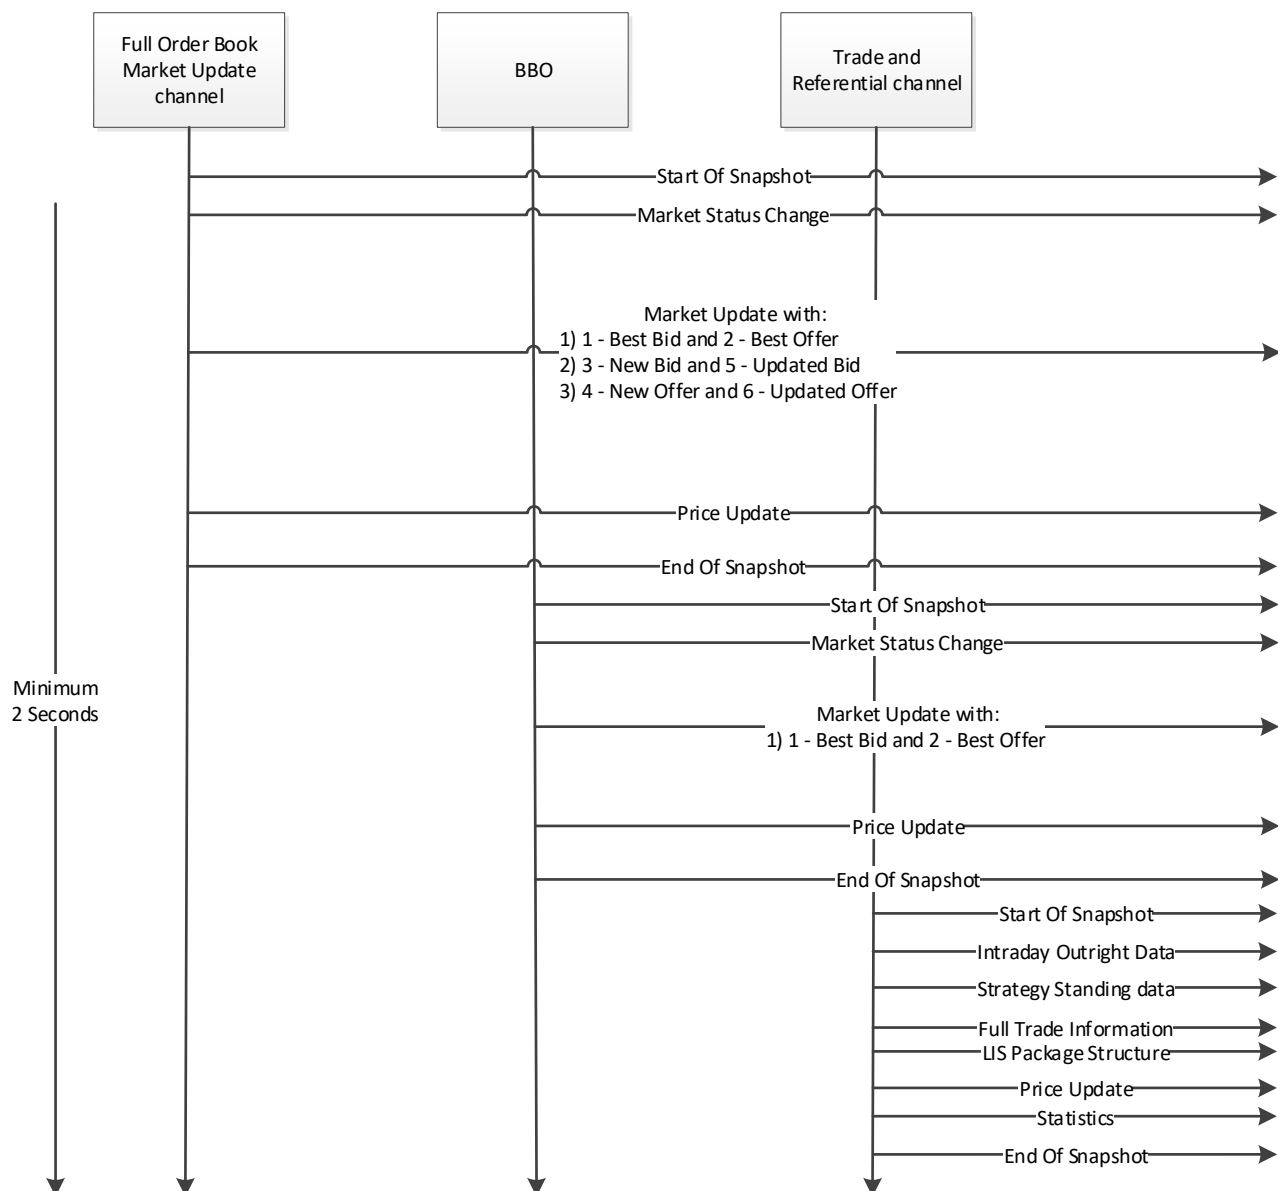 Full Order Book
Market Update
channel
BBO
Trade and
Referential channel
Start Of Snapshot
Market Status Change
Market Update with:
1) 1 - Best Bid and 2 - Best Offer
2) 3 - New Bid and 5 - Updated Bid
3) 4 - New Offer and 6 - Updated Offer
Price Update
End Of Snapshot
Start Of Snapshot
Market Status Change
Minimum
2 Seconds
Market Update with:
1) 1 - Best Bid and 2 - Best Offer
Price Update
End Of Snapshot
Start Of Snapshot
Intraday Outright Data
Strategy Standing data
Full Trade Information
LIS Package Structure
Price Update
Statistics
End Of Snapshot